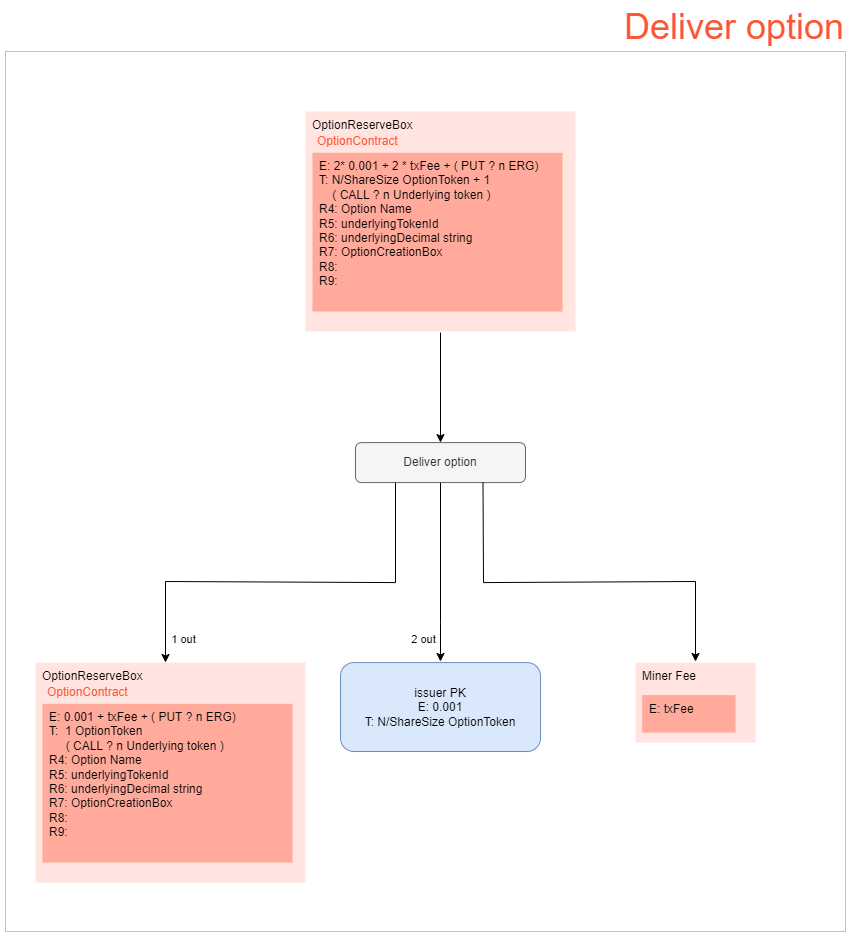 Deliver option
OptionReserveBox
OptionContract
E: 2* 0.001 + 2 * txFee + ( PUT ? n ERG)
T: N/ShareSize OptionToken + 1
( CALL ? n Underlying token )
R4: Option Name
R5: underlyingTokenId
R6: underlyingDecimal string
R7: OptionCreationBox
R8:
R9:
Deliver option
1 out
2 out
OptionReserveBox
OptionContract
E: 0.001 + txFee + ( PUT ? n ERG)
T:  1 OptionToken
( CALL ? n Underlying token )
R4: Option Name
R5: underlyingTokenId
R6: underlyingDecimal string
R7: OptionCreationBox
R8:
R9:
issuer PK
E: 0.001
T: N/ShareSize OptionToken
Miner Fee
E: txFee